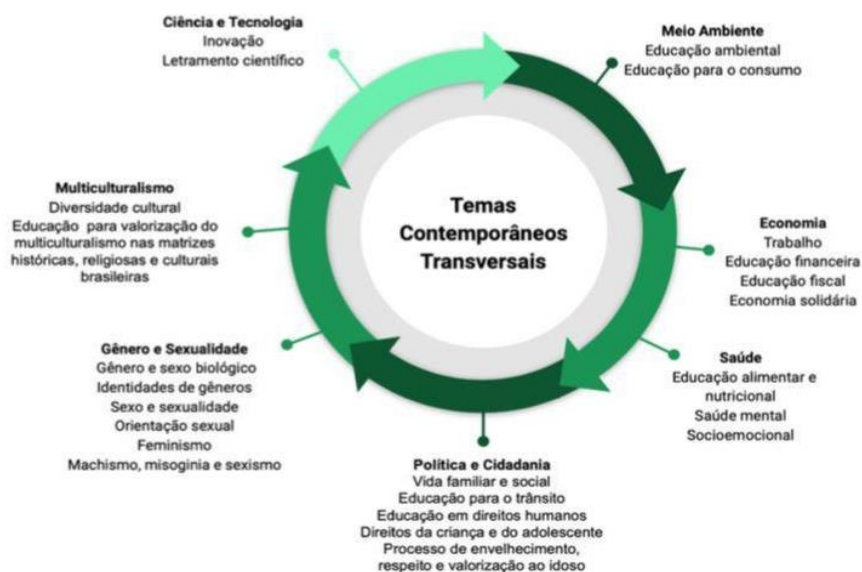 Ciência e Tecnologia
Inovação
Letramento científico
Meio Ambiente
Educação ambiental
Educação para o consumo
Temas
Contemporâneos
Transversais
Multiculturalismo
Diversidade cultural
Educação para valorização do
multiculturalismo nas matrizes
históricas, religiosas e culturais
brasileiras
Economia
Trabalho
Educação financeira
Educação fiscal
Economia solidária
Gênero e Sexualidade
Gênero e sexo biológico
Identidades de gêneros
Sexo e sexualidade
Orientação sexual
Feminismo
Machismo, misoginia e sexismo
Saúde
Educação alimentar e
nutricional
Saúde mental
Socioemocional
Política e Cidadania
Vida familiar e social
Educação para o trânsito
Educação em direitos humanos
Direitos da criança e do adolescente
Processo de envelhecimento,
respeito e valorização ao idoso